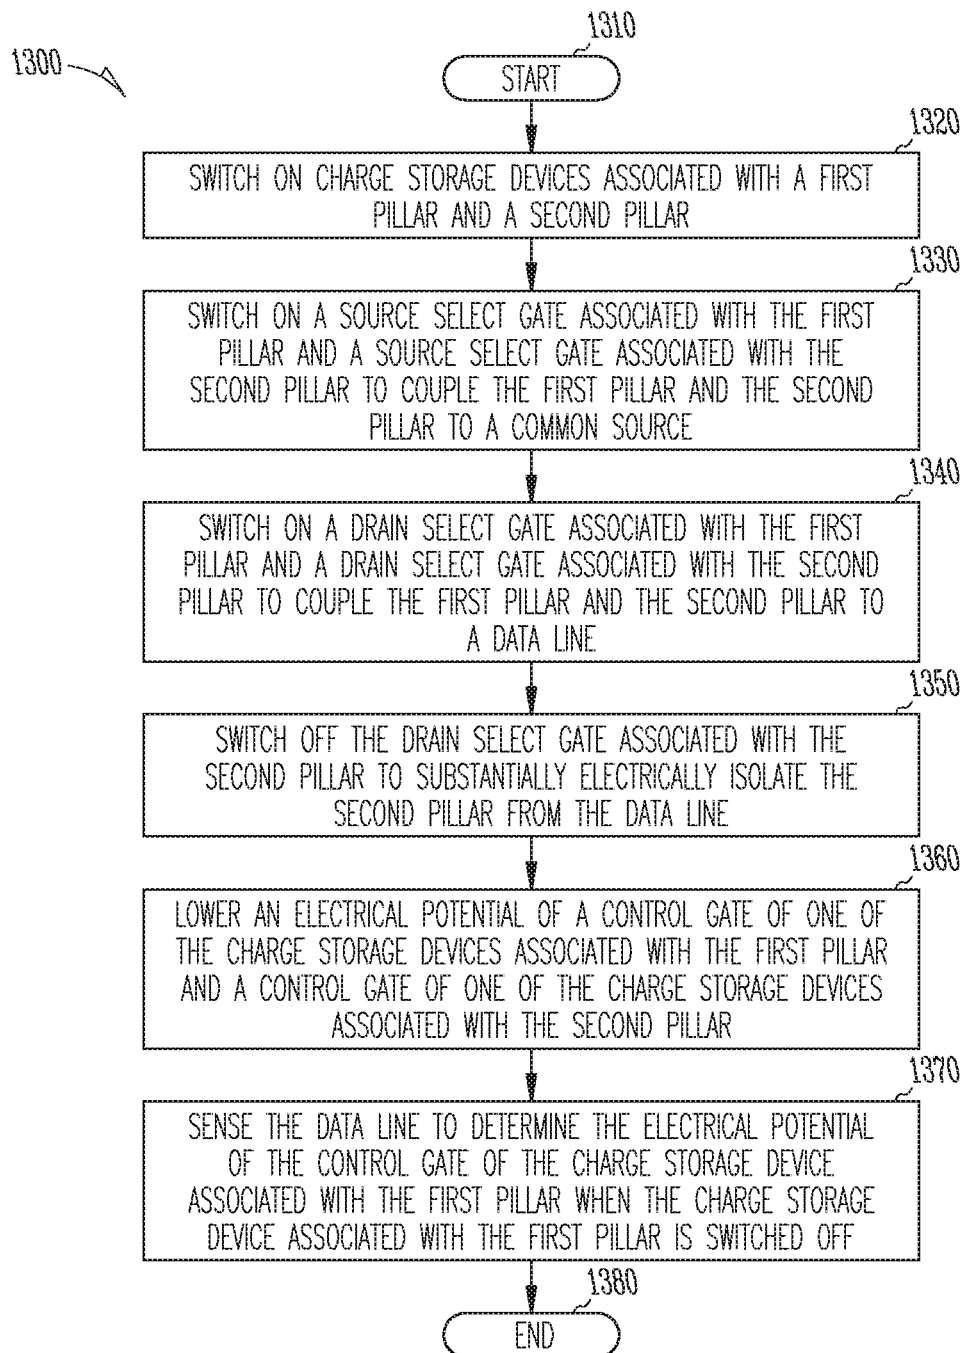 1310
1300
START
1320
SWITCH ON CHARGE STORAGE DEVICES ASSOCIATED WITH A FIRST
PILLAR AND A SECOND PILLAR
1330
SWITCH ON A SOURCE SELECT GATE ASSOCIATED WITH THE FIRST
PILLAR AND A SOURCE SELECT GATE ASSOCIATED WITH THE
SECOND PILLAR TO COUPLE THE FIRST PILLAR AND THE SECOND
PILLAR TO A COMMON SOURCE
1340
SWITCH ON A DRAIN SELECT GATE ASSOCIATED WITH THE FIRST
PILLAR AND A DRAIN SELECT GATE ASSOCIATED WITH THE SECOND
PILLAR TO COUPLE THE FIRST PILLAR AND THE SECOND PILLAR TO
A DATA LINE
1350
SWITCH OFF THE DRAIN SELECT GATE ASSOCIATED WITH THE
SECOND PILLAR TO SUBSTANTIALLY ELECTRICALLY ISOLATE THE
SECOND PILLAR FROM THE DATA LINE
1360
LOWER AN ELECTRICAL POTENTIAL OF A CONTROL GATE OF ONE OF
THE CHARGE STORAGE DEVICES ASSOCIATED WITH THE FIRST PILLAR
AND A CONTROL GATE OF ONE OF THE CHARGE STORAGE DEVICES
ASSOCIATED WITH THE SECOND PILLAR
1370
SENSE THE DATA LINE TO DETERMINE THE ELECTRICAL POTENTIAL
OF THE CONTROL GATE OF THE CHARGE STORAGE DEVICE
ASSOCIATED WITH THE FIRST PILLAR WHEN THE CHARGE STORAGE
DEVICE ASSOCIATED WITH THE FIRST PILLAR IS SWITCHED OFF
1380
END